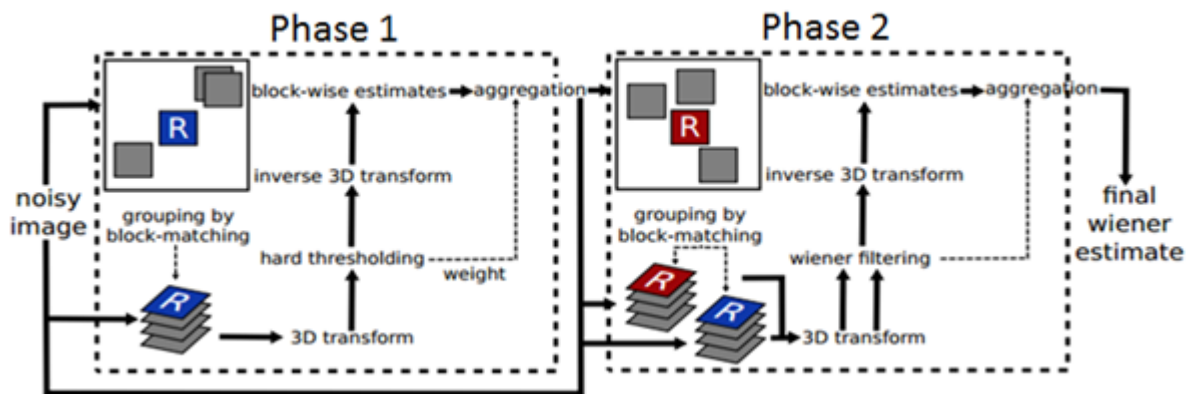 Phase 1
Phase 2
block-wise estimates
aggregation
R
inverse 3D transform
noisy
image
grouping by
block-matching
hard thresholding
weight
R
3D transform
block-wise estimates
aggregation
R
inverse 3D transform
final
wiener
estimate
grouping by
block-matching
wiener filtering
R
R
3D transform